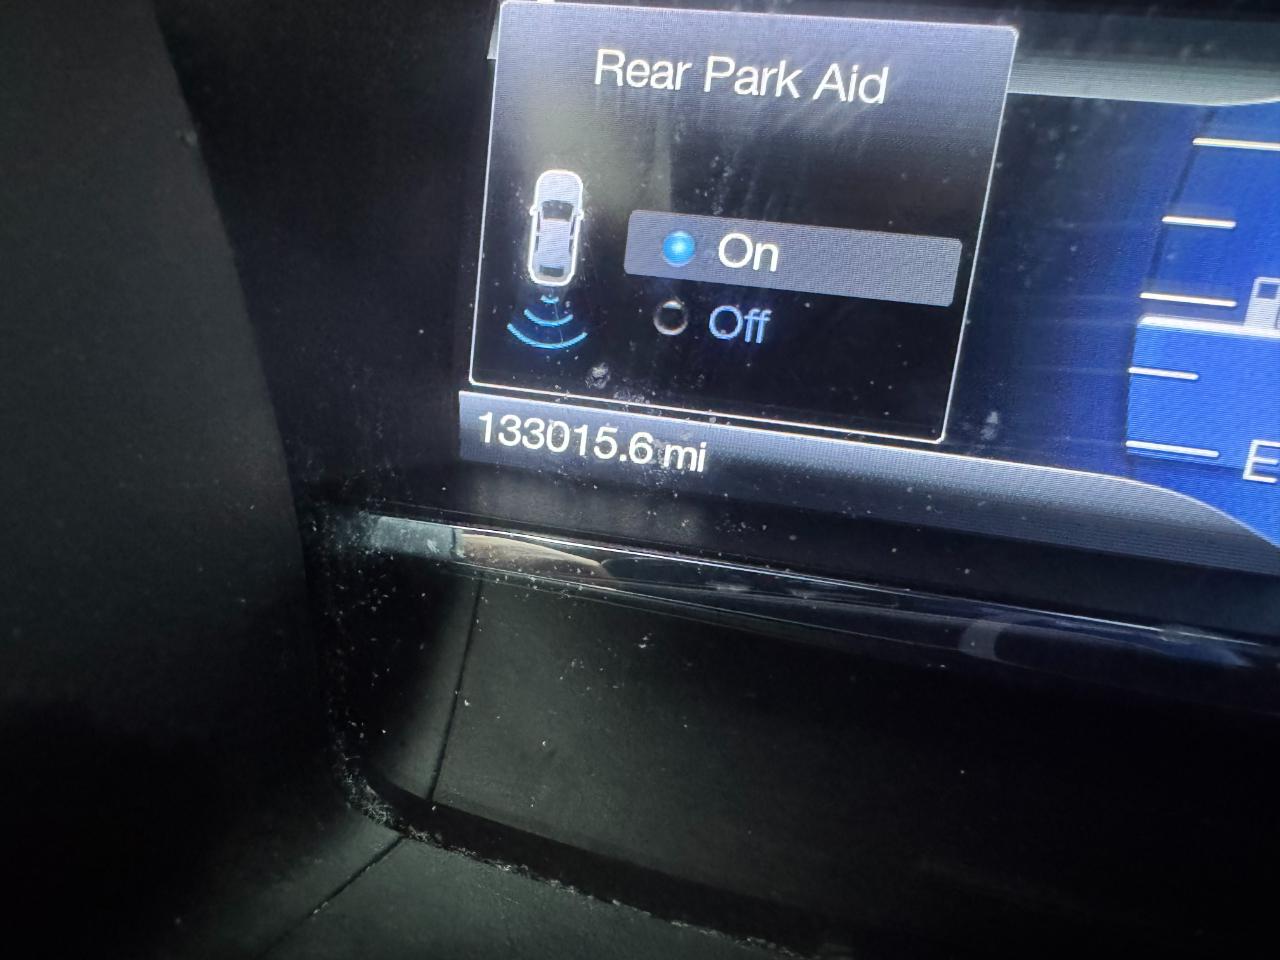 Rear Park Aid
On
Off
133015.6 mi
E